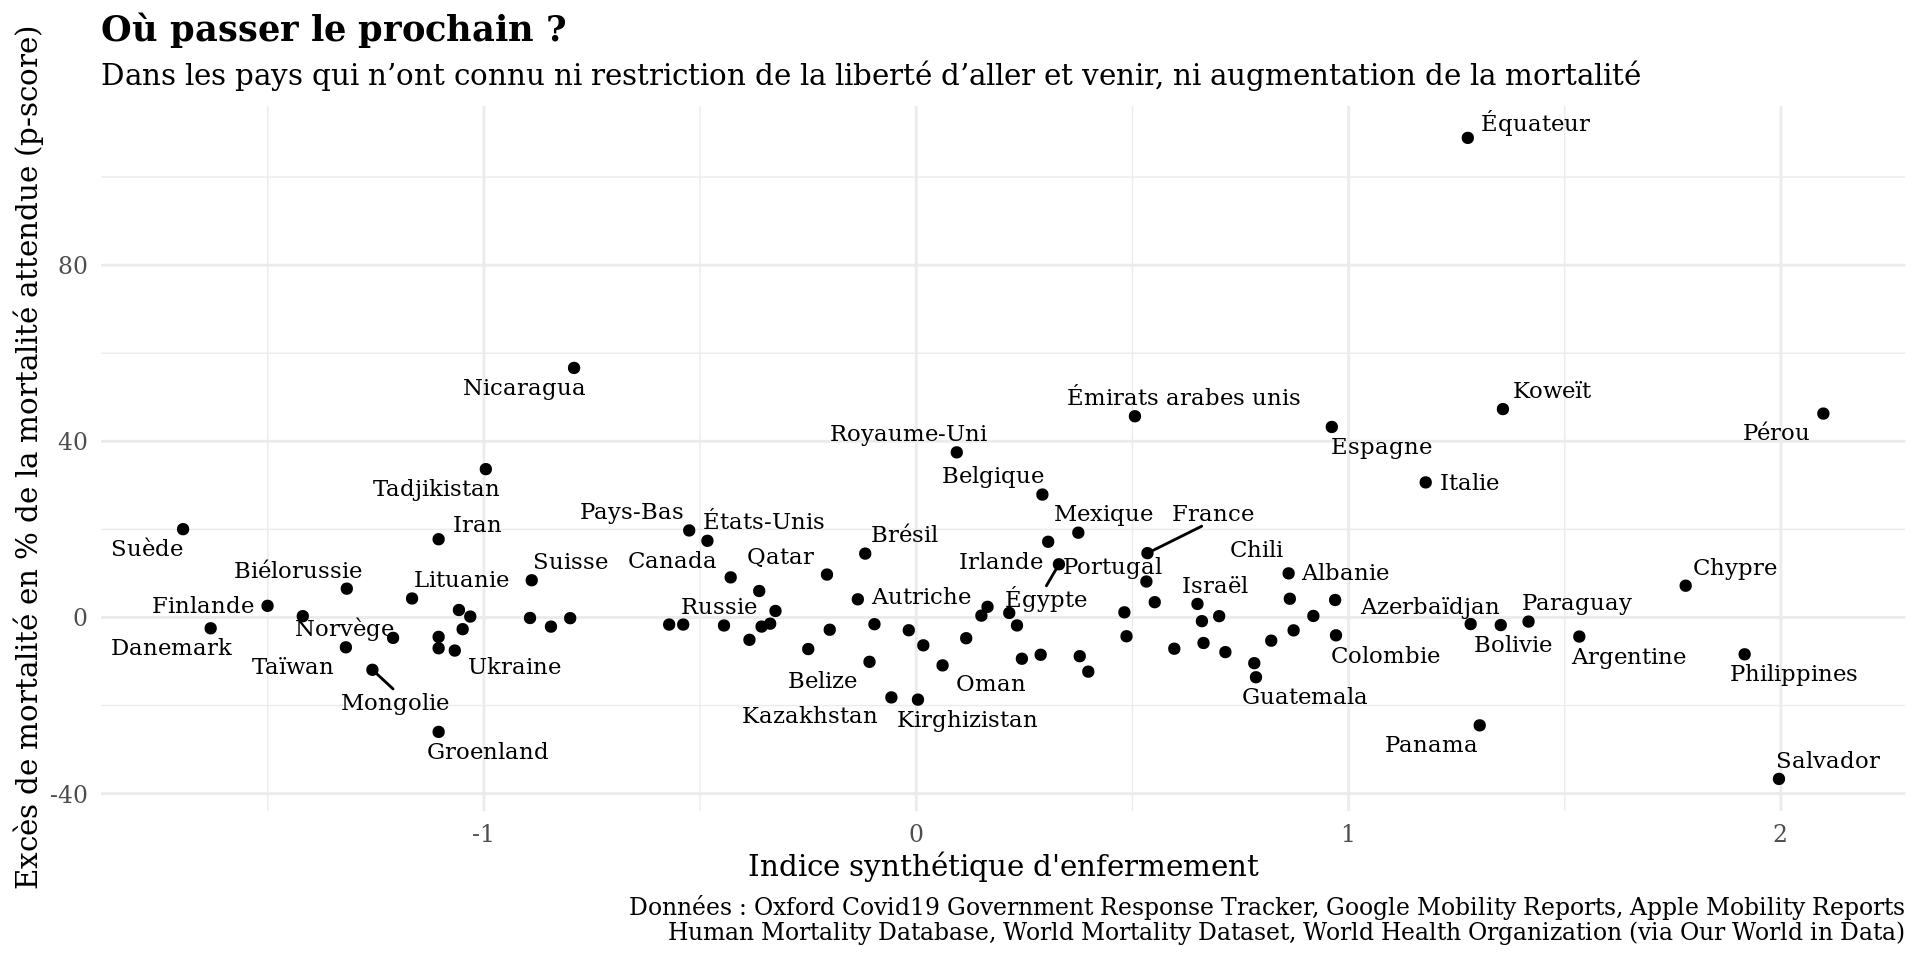 Où passer le prochain ?
Dans les pays qui n’ont connu ni restriction de la liberté d’aller et venir, ni augmentation de la mortalité
Excès de mortalité en % de la mortalité attendue (p-score)
80
40
0
-40
Équateur
Nicaragua
Koweït
Émirats arabes unis
Pérou
Royaume-Uni
Espagne
Belgique
Italie
Tadjikistan
Pays-Bas
Mexique
France
Iran
États-Unis
Brésil
Suède
Chili
Suisse
Canada
Qatar
Irlande
Portugal
Chypre
Biélorussie
Albanie
Lituanie
Israël
Autriche
Égypte
Finlande
Russie
Azerbaïdjan
Paraguay
Norvège
Danemark
Bolivie
Colombie
Argentine
Taïwan
Ukraine
Philippines
Belize
Oman
Guatemala
Mongolie
Kazakhstan
Kirghizistan
Panama
Groenland
Salvador
-1
0
1
2
Indice synthétique d'enfermement
Données : Oxford Covid19 Government Response Tracker, Google Mobility Reports, Apple Mobility Reports
Human Mortality Database, World Mortality Dataset, World Health Organization (via Our World in Data)